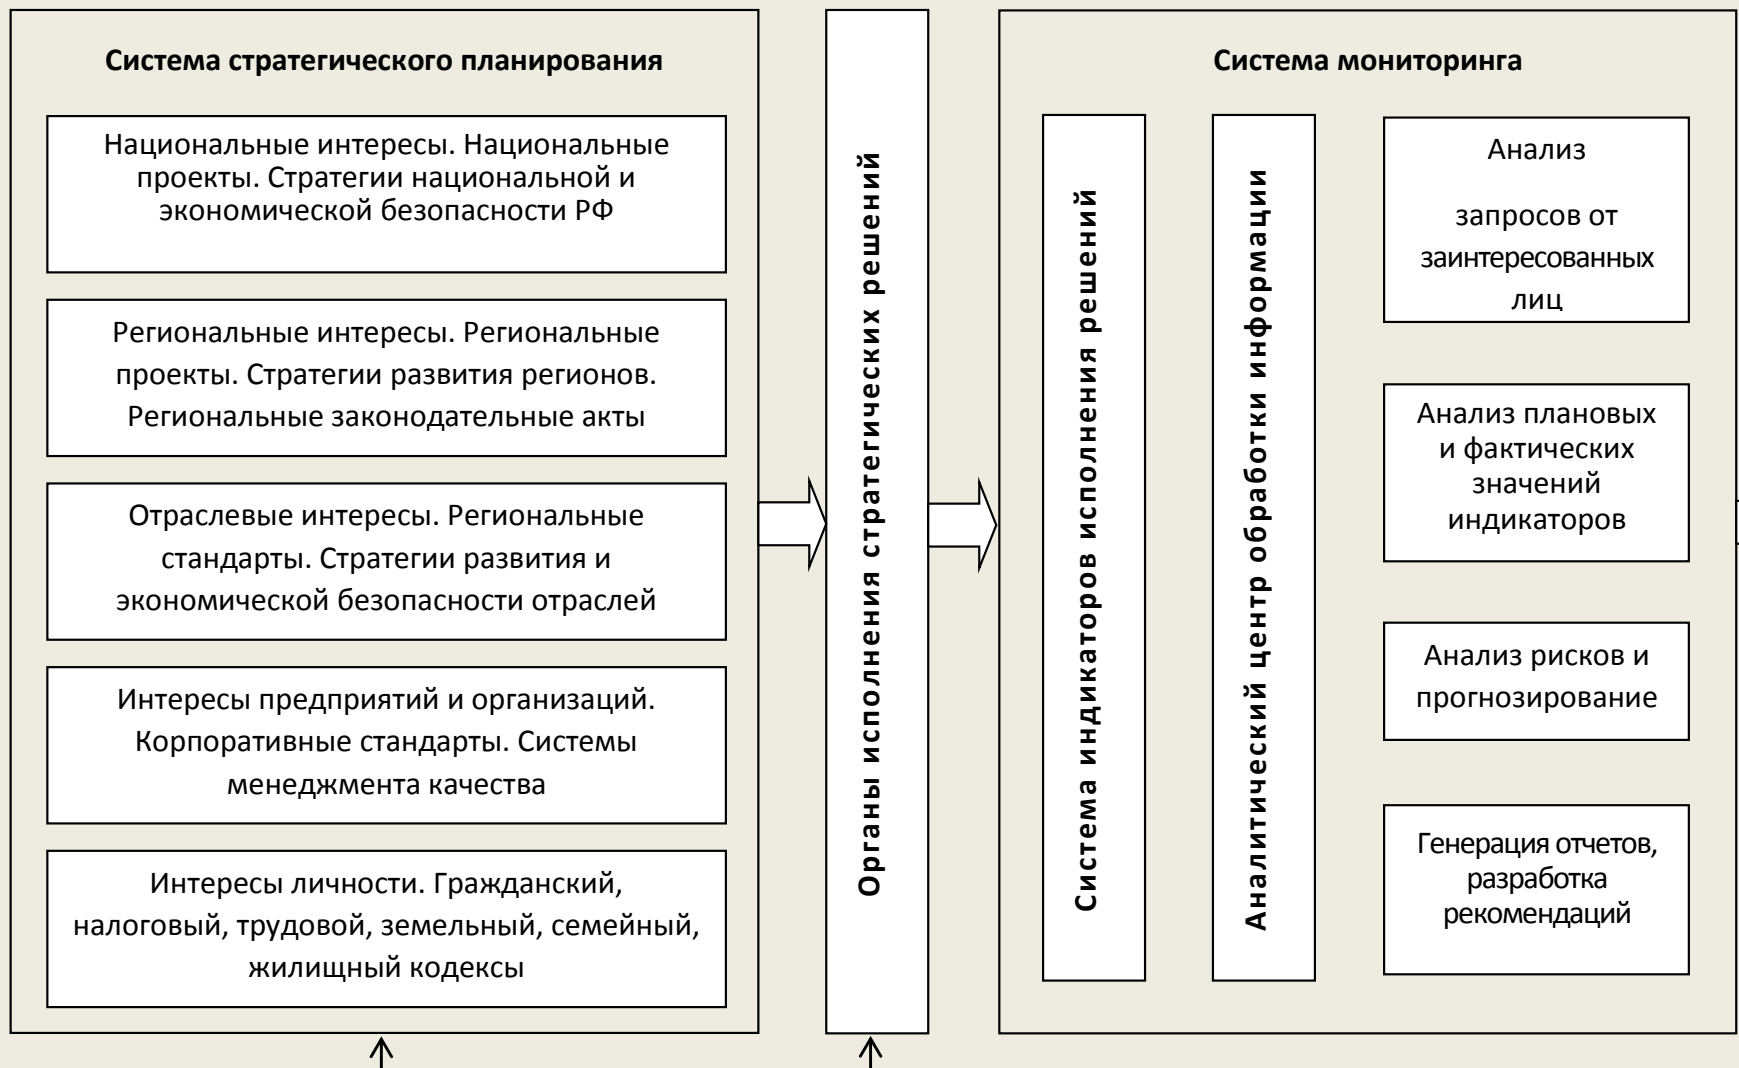 Система стратегического планирования
Национальные интересы. Национальные
проекты. Стратегии национальной и
экономической безопасности РФ
Региональные интересы. Региональные
проекты. Стратегии развития регионов.
Региональные законодательные акты
Отраслевые интересы. Региональные
стандарты. Стратегии развития и
экономической безопасности отраслей
Интересы предприятий и организаций.
Корпоративные стандарты. Системы
менеджмента качества
Интересы личности. Гражданский,
налоговый, трудовой, земельный, семейный,
жилищный кодексы
Органы исполнения стратегических решений
Система мониторинга
Система индикаторов исполнения решений
Аналитический центр обработки информации
Анализ
запросов от
заинтересованных
лиц
Анализ плановых
и фактических
значений
индикаторов
Анализ рисков и
прогнозирование
Генерация отчетов,
разработка
рекомендаций